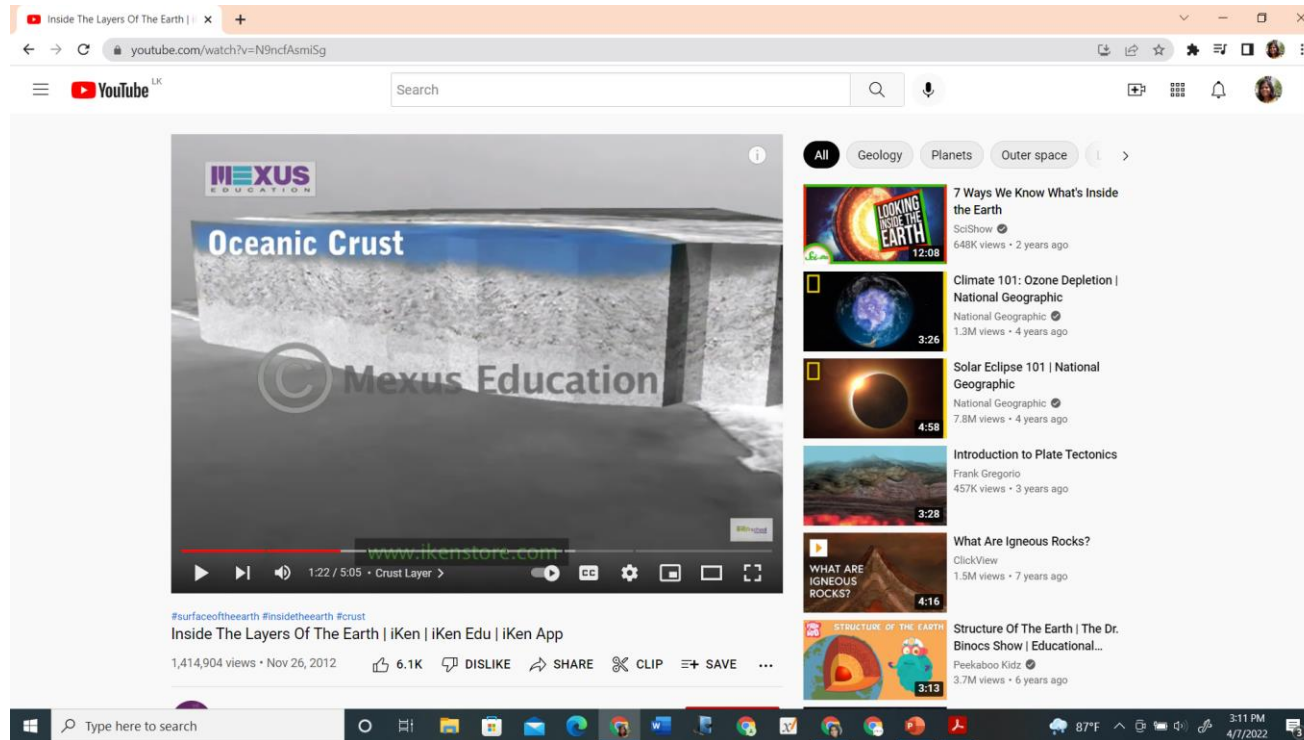 Inside The Layers Of The Earth | i
youtube.com/watch?v=N9ncfAsmiSg
YouTube LK
Search
MEXUS
EDUCATION
Oceanic Crust
© Mexus Education
www.ikenstore.com
1:22 / 5:05 • Crust Layer >
CC
#surfaceoftheearth #insidetheearth #crust
Inside The Layers Of The Earth | iKen | iKen Edu | iKen App
1,414,904 views • Nov 26, 2012
6.1K DISLIKE SHARE CLIP SAVE ...
All Geology Planets Outer space
LOOKING
INSIDE THE
EARTH
12:08
7 Ways We Know What's Inside
the Earth
SciShow
648K views • 2 years ago
3:26
Climate 101: Ozone Depletion |
National Geographic
National Geographic
1.3M views • 4 years ago
4:58
Solar Eclipse 101 | National
Geographic
National Geographic
7.8M views • 4 years ago
3:28
Introduction to Plate Tectonics
Frank Gregorio
457K views • 3 years ago
WHAT ARE
IGNEOUS
ROCKS?
4:16
What Are Igneous Rocks?
ClickView
1.5M views • 7 years ago
STRUCTURE OF THE EARTH
3:13
Structure Of The Earth | The Dr.
Binocs Show | Educational...
Peekaboo Kidz
3.7M views • 6 years ago
Type here to search
87°F
3:11 PM
4/7/2022
3